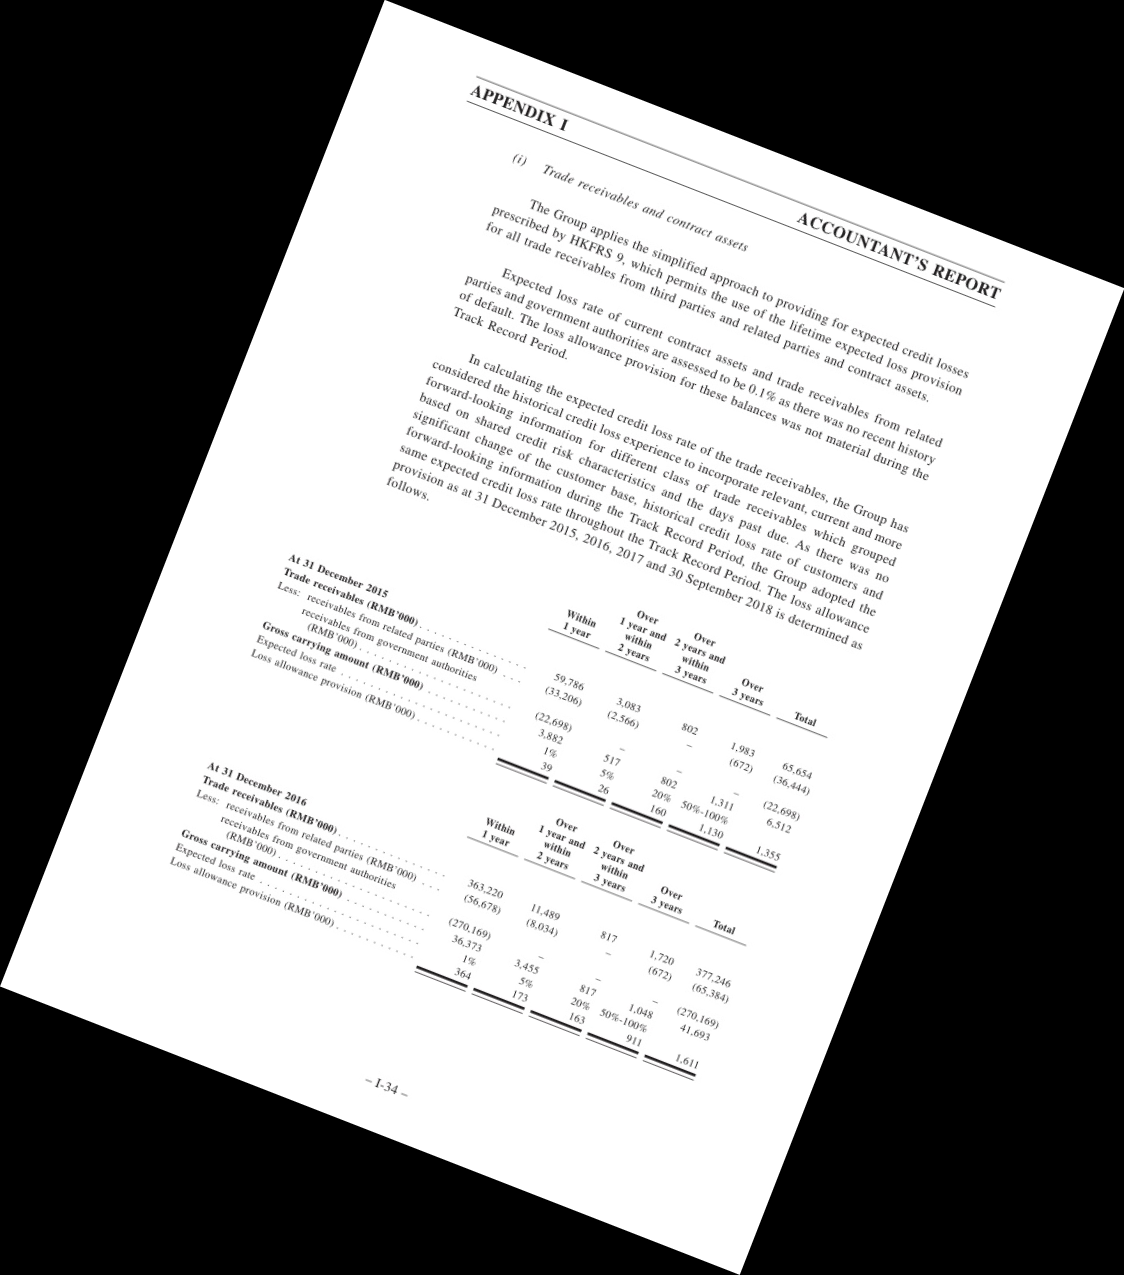 APPENDIX I
ACCOUNTANT'S REPORT
(i) Trade receivables and contract assets
The Group applies the simplified approach to providing for expected credit losses
prescribed by HKFRS 9, which permits the use of the lifetime expected loss provision
for all trade receivables from third parties and related parties and contract assets.
Expected loss rate of current contract assets and trade receivables from related
parties and government authorities are assessed to be 0.1% as there was no recent history
of default. The loss allowance provision for these balances was not material during the
Track Record Period.
In calculating the expected credit loss rate of the trade receivables, the Group has
considered the historical credit loss experience to incorporate relevant, current and more
forward-looking information for different class of trade receivables which grouped
based on shared credit risk characteristics and the days past due. As there was no
significant change of the customer base, historical credit loss rate of customers and
forward-looking information during the Track Record Period, the Group adopted the
same expected credit loss rate throughout the Track Record Period. The loss allowance
provision as at 31 December 2015, 2016, 2017 and 30 September 2018 is determined as
follows.
Within 1 year Over 1 year and within 2 years Over 2 years and within 3 years Over 3 years Total
At 31 December 2015
Trade receivables (RMB'000) 59,786 3,083 802 1,983 65,654
Less: receivables from related parties (RMB'000) (33,206) (2,566) – (672) (36,444)
receivables from government authorities
(RMB'000) (22,698) – – – (22,698)
Gross carrying amount (RMB'000) 3,882 517 802 1,311 6,512
Expected loss rate 1% 5% 20% 50%-100%
Loss allowance provision (RMB'000) 39 26 160 1,130 1,355
Within 1 year Over 1 year and within 2 years Over 2 years and within 3 years Over 3 years Total
At 31 December 2016
Trade receivables (RMB'000) 363,220 11,489 817 1,720 377,246
Less: receivables from related parties (RMB'000) (56,678) (8,034) – (672) (65,384)
receivables from government authorities
(RMB'000) (270,169) – – – (270,169)
Gross carrying amount (RMB'000) 36,373 3,455 817 1,048 41,693
Expected loss rate 1% 5% 20% 50%-100%
Loss allowance provision (RMB'000) 364 173 163 911 1,611
– I-34 –